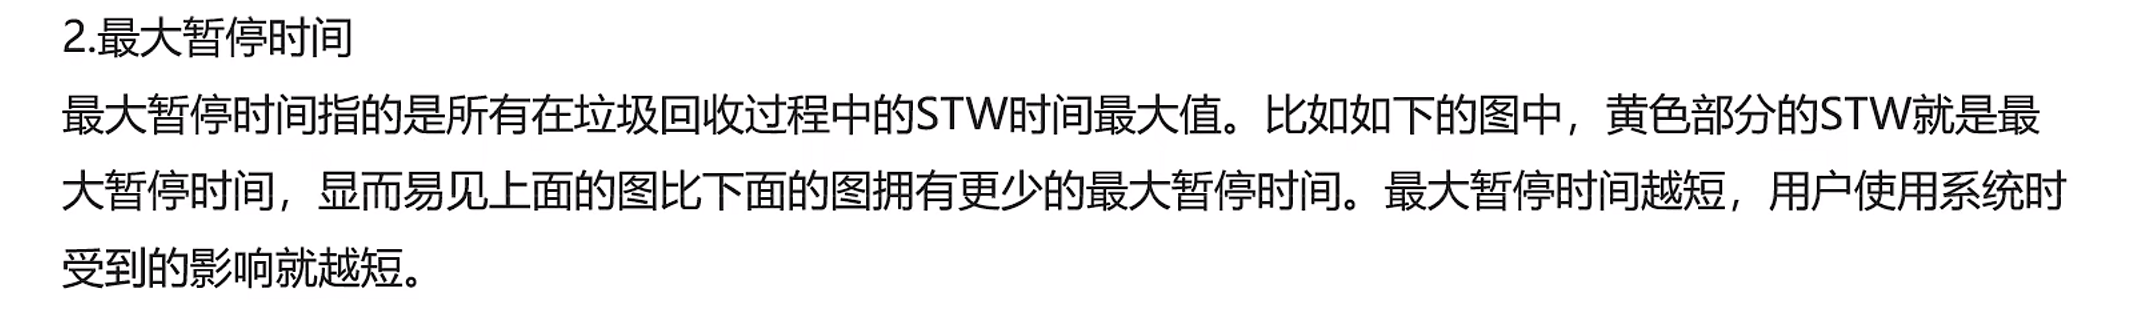 2.最大暂停时间
最大暂停时间指的是所有在垃圾回收过程中的STW时间最大值。比如如下的图中，黄色部分的STW就是最
大暂停时间，显而易见上面的图比下面的图拥有更少的最大暂停时间。最大暂停时间越短，用户使用系统时
受到的影响就越短。